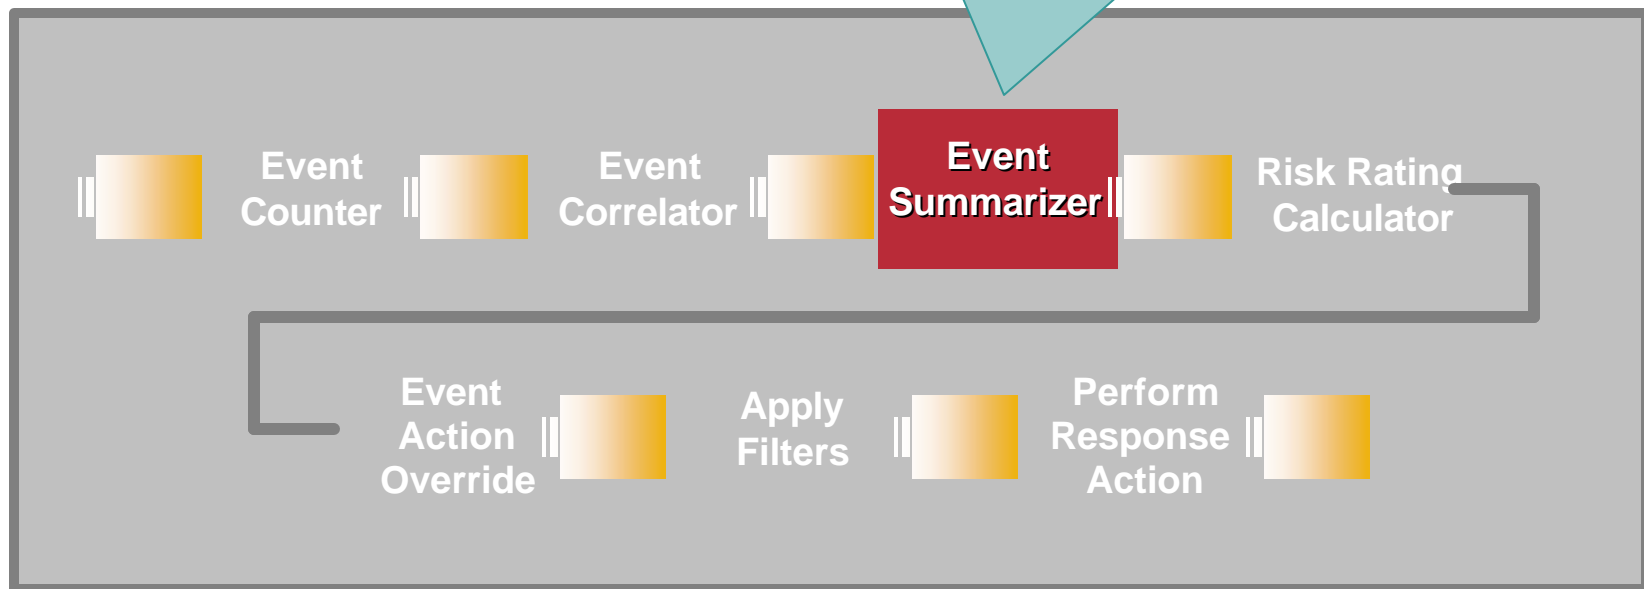 Event
Counter
Event
Correlator
Event
Summarizer
Risk Rating
Calculator
Event
Action
Override
Apply
Filters
Perform
Response
Action